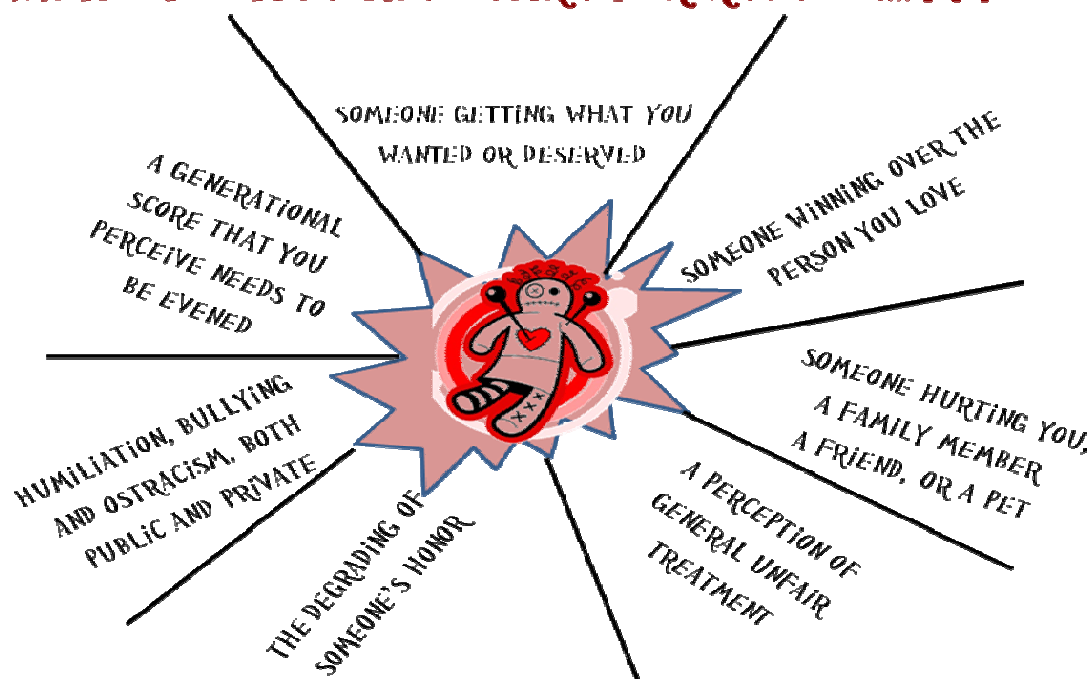 SOMEONE GETTING WHAT YOU
WANTED OR DESERVED
SOMEONE WINNING OVER THE
PERSON YOU LOVE
SOMEONE HURTING YOU,
A FAMILY MEMBER
A FRIEND, OR A PET
A PERCEPTION OF
GENERAL UNFAIR
TREATMENT
THE DEGRADING OF
SOMEONE'S HONOR
HUMILIATION, BULLYING
AND OSTRACISM, BOTH
PUBLIC AND PRIVATE
A GENERATIONAL
SCORE THAT YOU
PERCEIVE NEEDS TO
BE EVENED